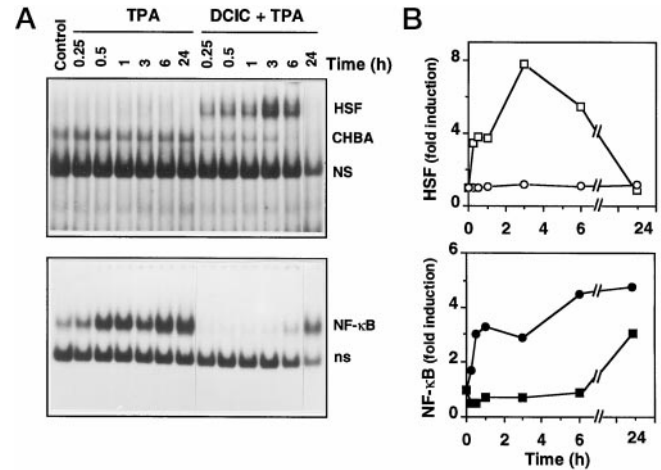 A
TPA
DCIC + TPA
Control
0.25
0.5
1
3
6
24
0.25
0.5
1
3
6
24
Time (h)
HSF
CHBA
NS
NF-κB
ns
B
HSF (fold induction)
8
4
0
0 2 4 6 24
NF-κB (fold induction)
6
4
2
0
0 2 4 6 24
Time (h)